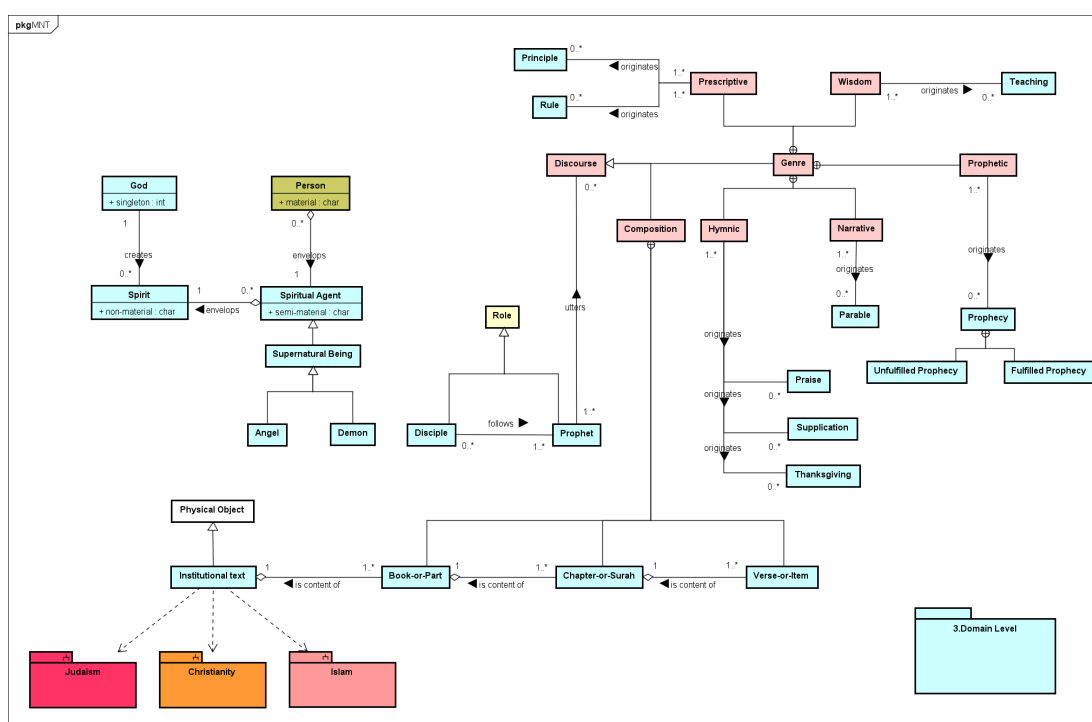 pkg MNT
Principle
0..*
originates
1..*
Prescriptive
1..*
Rule
0..*
originates
Wisdom
1..*
originates
0..*
Teaching
Discourse
0..*
Genre
Prophetic
1..*
God
+ singleton : int
1
creates
0..*
Person
+ material : char
0..*
envelops
1
Composition
Hymnic
1..*
Narrative
1..*
originates
0..*
Parable
originates
0..*
Prophecy
Unfulfilled Prophecy
Fulfilled Prophecy
Spirit
+ non-material : char
1
envelops
0..*
Spiritual Agent
+ semi-material : char
Supernatural Being
Angel
Demon
utters
1..*
Role
Disciple
0..*
follows
1..*
Prophet
originates
Praise
0..*
originates
Supplication
0..*
originates
Thanksgiving
0..*
Physical Object
Institutional text
1
is content of
1..*
Book-or-Part
1
is content of
1..*
Chapter-or-Surah
1
is content of
1..*
Verse-or-Item
Judaism
Christianity
Islam
3.Domain Level